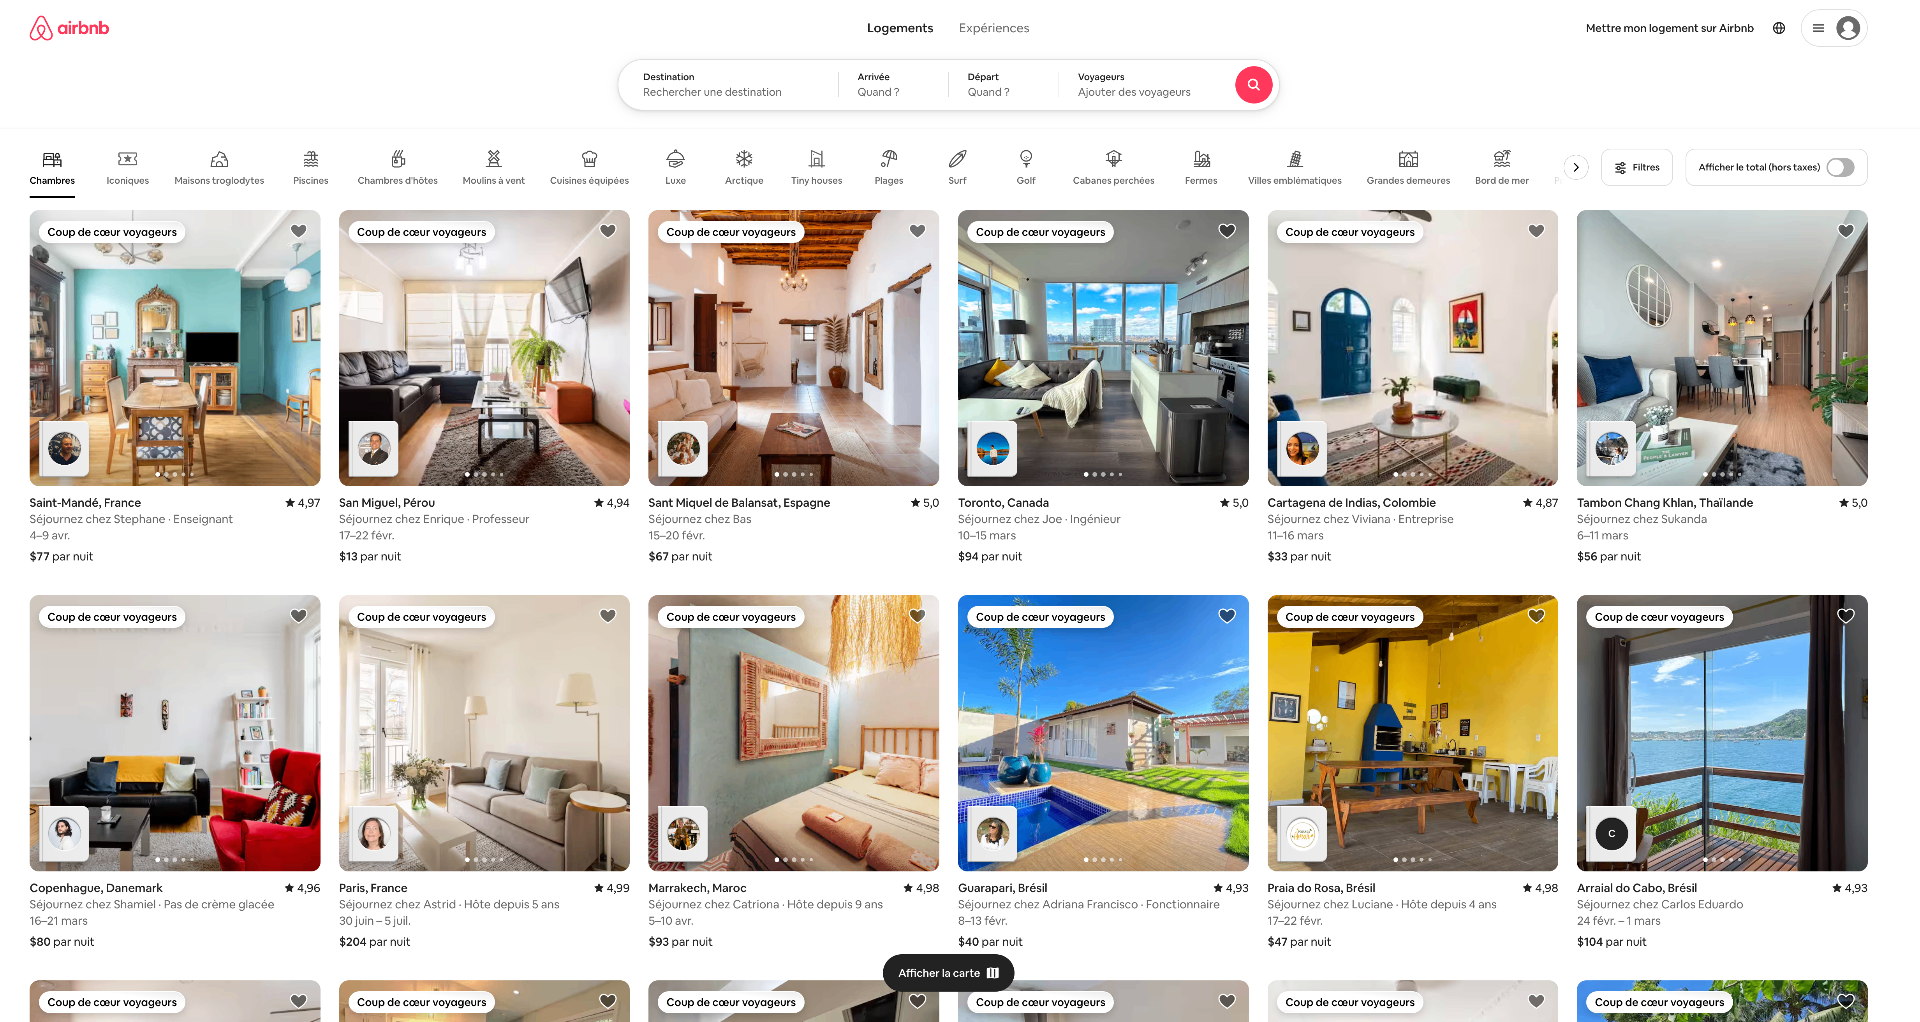 airbnb
Logements
Expériences
Mettre mon logement sur Airbnb
Destination
Rechercher une destination
Arrivée
Quand ?
Départ
Quand ?
Voyageurs
Ajouter des voyageurs
Chambres
Iconiques
Maisons troglodytes
Piscines
Chambres d'hôtes
Moulins à vent
Cuisines équipées
Luxe
Arctique
Tiny houses
Plages
Surf
Golf
Cabanes perchées
Fermes
Villes emblématiques
Grandes demeures
Bord de mer
Filtres
Afficher le total (hors taxes)
Coup de cœur voyageurs
Saint-Mandé, France
4,97
Séjournez chez Stephane · Enseignant
4–9 avr.
$77 par nuit
Coup de cœur voyageurs
San Miguel, Pérou
4,94
Séjournez chez Enrique · Professeur
17–22 févr.
$13 par nuit
Coup de cœur voyageurs
Sant Miquel de Balansat, Espagne
5,0
Séjournez chez Bas
15–20 févr.
$67 par nuit
Coup de cœur voyageurs
Toronto, Canada
5,0
Séjournez chez Joe · Ingénieur
10–15 mars
$94 par nuit
Coup de cœur voyageurs
Cartagena de Indias, Colombie
4,87
Séjournez chez Viviana · Entreprise
11–16 mars
$33 par nuit
Tambon Chang Khlan, Thaïlande
5,0
Séjournez chez Sukanda
6–11 mars
$56 par nuit
Coup de cœur voyageurs
Copenhague, Danemark
4,96
Séjournez chez Shamiel · Pas de crème glacée
16–21 mars
$80 par nuit
Coup de cœur voyageurs
Paris, France
4,99
Séjournez chez Astrid · Hôte depuis 5 ans
30 juin – 5 juil.
$204 par nuit
Coup de cœur voyageurs
Marrakech, Maroc
4,98
Séjournez chez Catriona · Hôte depuis 9 ans
5–10 avr.
$93 par nuit
Coup de cœur voyageurs
Guarapari, Brésil
4,93
Séjournez chez Adriana Francisco · Fonctionnaire
8–13 févr.
$40 par nuit
Coup de cœur voyageurs
Praia do Rosa, Brésil
4,98
Séjournez chez Luciane · Hôte depuis 4 ans
17–22 févr.
$47 par nuit
Coup de cœur voyageurs
C
Arraial do Cabo, Brésil
4,93
Séjournez chez Carlos Eduardo
24 févr. – 1 mars
$104 par nuit
Afficher la carte
Coup de cœur voyageurs
Coup de cœur voyageurs
Coup de cœur voyageurs
Coup de cœur voyageurs
Coup de cœur voyageurs
Coup de cœur voyageurs